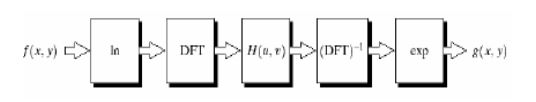 f(x, y) ln DFT H(u, v) (DFT)⁻¹ exp g(x, y)